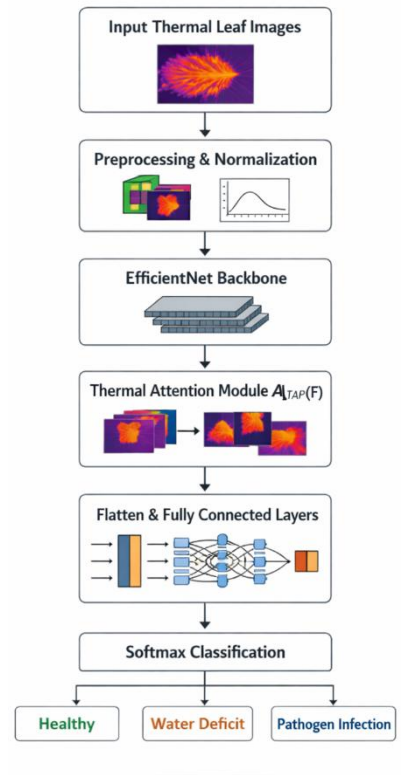 Input Thermal Leaf Images
Preprocessing & Normalization
EfficientNet Backbone
Thermal Attention Module A TAP(F)
Flatten & Fully Connected Layers
Softmax Classification
Healthy
Water Deficit
Pathogen Infection